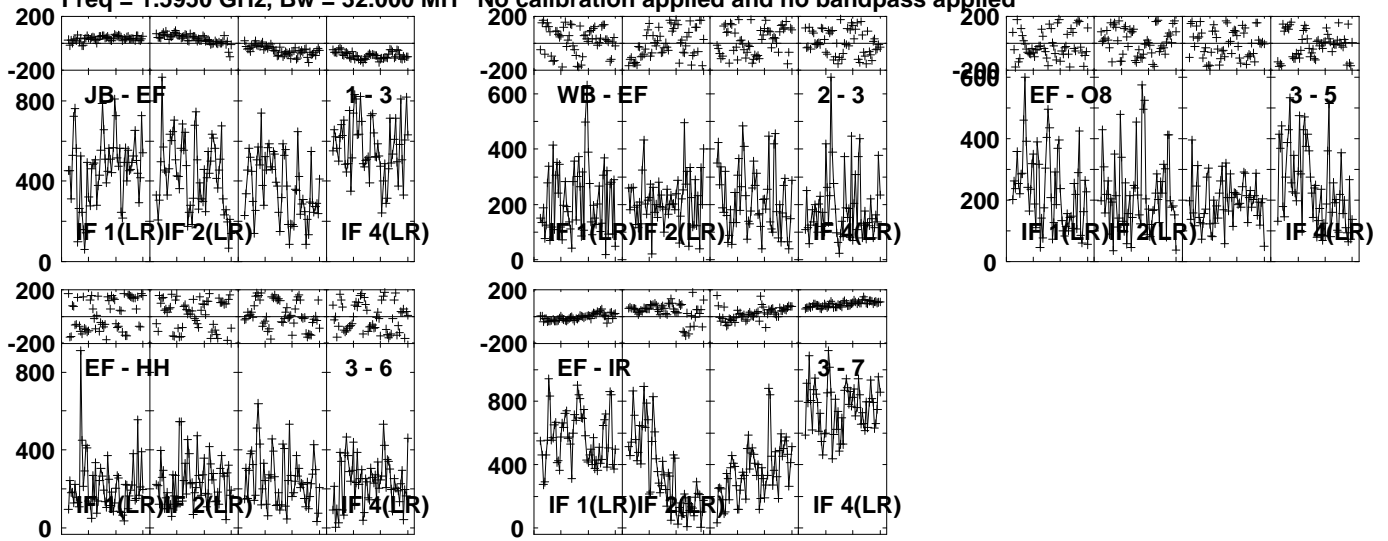 Freq = 1.5950 GHz, Bw = 32.000 MH No calibration applied and no bandpass applied
200
-200
JB - EF 1 - 3
800
400
0
IF 1(LR) IF 2(LR) IF 4(LR)
200
-200
WB - EF 2 - 3
600
400
200
0
IF 1(LR) IF 2(LR) IF 4(LR)
200
-200
600
EF - O8 3 - 5
400
200
0
IF 1(LR) IF 2(LR) IF 4(LR)
200
-200
EF - HH 3 - 6
800
400
0
IF 1(LR) IF 2(LR) IF 4(LR)
200
-200
EF - IR 3 - 7
800
400
0
IF 1(LR) IF 2(LR) IF 4(LR)